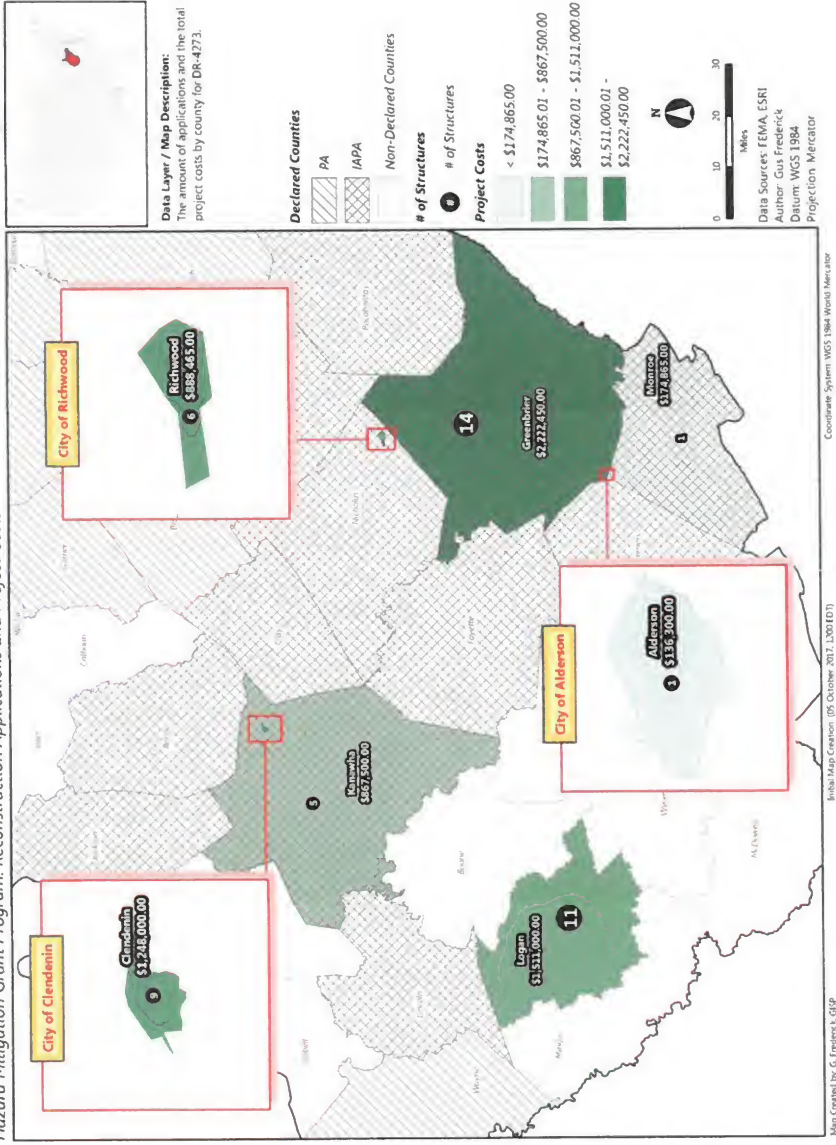 Hazard Mitigation Grant Program: Reconstruction Applications and Project Costs
City of Clendenin
Clendenin
$1,248,000.00
9
City of Richwood
Richwood
6 $888,465.00
City of Alderson
Alderson
1 $136,300.00
Kanawha
$867,500.00
5
Logan
$1,511,000.00
11
14
Greenbrier
$2,222,450.00
Monroe
$174,865.00
1
Pocahontas
Nicholas
Fayette
Clay
Roane
Calhoun
Jackson
Boone
Lincoln
Wayne
Mingo
McDowell
Data Layer / Map Description:
The amount of applications and the total
project costs by county for DR-4273.
Declared Counties
PA
IAPA
Non-Declared Counties
# of Structures
# # of Structures
Project Costs
< $174,865.00
$174,865.01 - $867,500.00
$867,500.01 - $1,511,000.00
$1,511,000.01 -
$2,222,450.00
N
0 10 20 30
Miles
Data Sources: FEMA, ESRI
Author: Gus Frederick
Datum: WGS 1984
Projection: Mercator
Map Created by: G. Frederick, GISP
Initial Map Creation (05 October 2017, 1200 EDT)
Coordinate System: WGS 1984 World Mercator